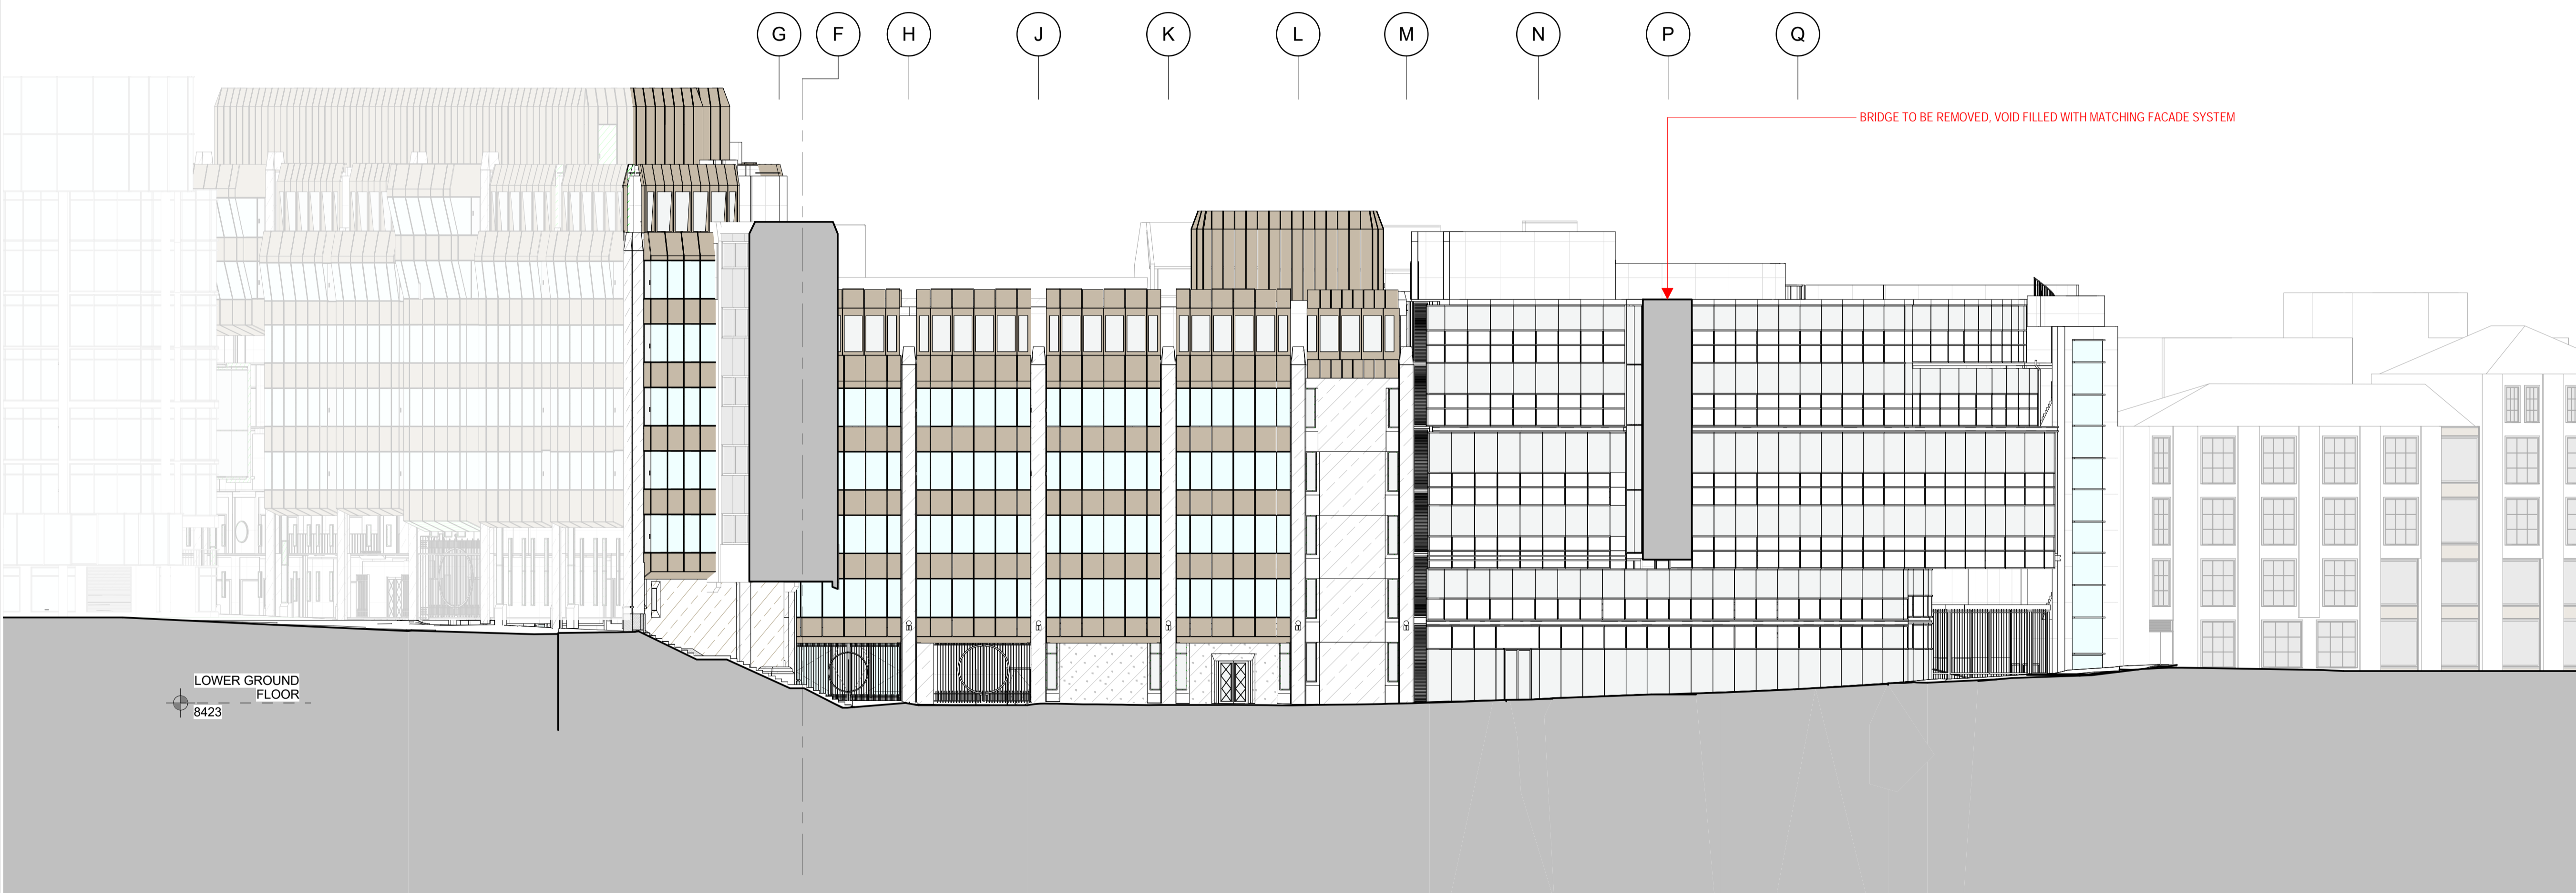 G F H J K L M N P Q
BRIDGE TO BE REMOVED, VOID FILLED WITH MATCHING FACADE SYSTEM
LOWER GROUND
FLOOR
8423